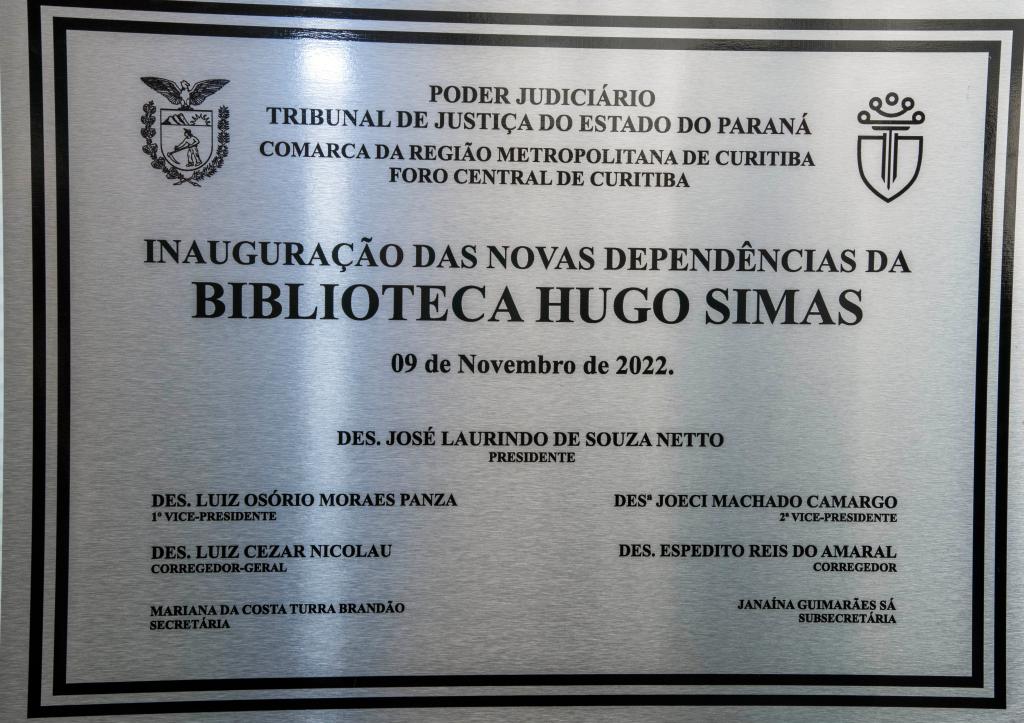 PODER JUDICIÁRIO
TRIBUNAL DE JUSTIÇA DO ESTADO DO PARANÁ
COMARCA DA REGIÃO METROPOLITANA DE CURITIBA
FORO CENTRAL DE CURITIBA
INAUGURAÇÃO DAS NOVAS DEPENDÊNCIAS DA
BIBLIOTECA HUGO SIMAS
09 de Novembro de 2022.
DES. JOSÉ LAURINDO DE SOUZA NETTO
PRESIDENTE
DES. LUIZ OSÓRIO MORAES PANZA
1º VICE-PRESIDENTE
DESª JOECI MACHADO CAMARGO
2ª VICE-PRESIDENTE
DES. LUIZ CEZAR NICOLAU
CORREGEDOR-GERAL
DES. ESPEDITO REIS DO AMARAL
CORREGEDOR
MARIANA DA COSTA TURRA BRANDÃO
SECRETÁRIA
JANAÍNA GUIMARÃES SÁ
SUBSECRETÁRIA